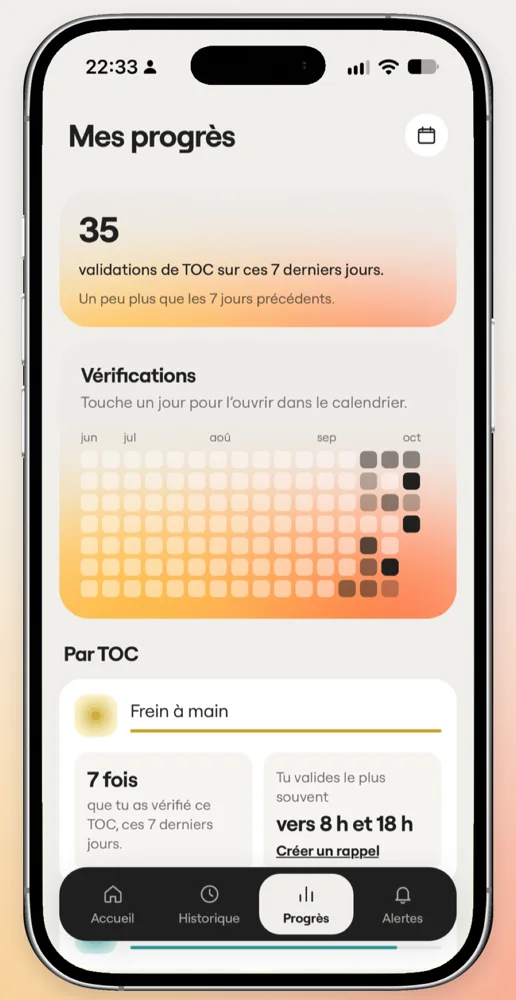 22:33
Mes progrès
35
validations de TOC sur ces 7 derniers jours.
Un peu plus que les 7 jours précédents.
Vérifications
Touche un jour pour l'ouvrir dans le calendrier.
jun jul aoû sep oct
Par TOC
Frein à main
7 fois
que tu as vérifié ce
TOC, ces 7 derniers
jours.
Tu valides le plus
souvent
vers 8 h et 18 h
Créer un rappel
Accueil Historique Progrès Alertes